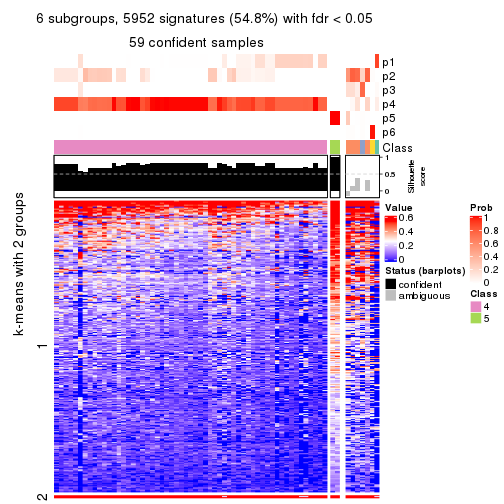 6 subgroups, 5952 signatures (54.8%) with fdr < 0.05
59 confident samples
p1
p2
p3
p4
p5
p6
Class
1
0.5
0
Silhouette
score
k-means with 2 groups
1
2
Value
0.6
0.4
0.2
0
Status (barplots)
confident
ambiguous
Prob
1
0.8
0.6
0.4
0.2
0
Class
4
5